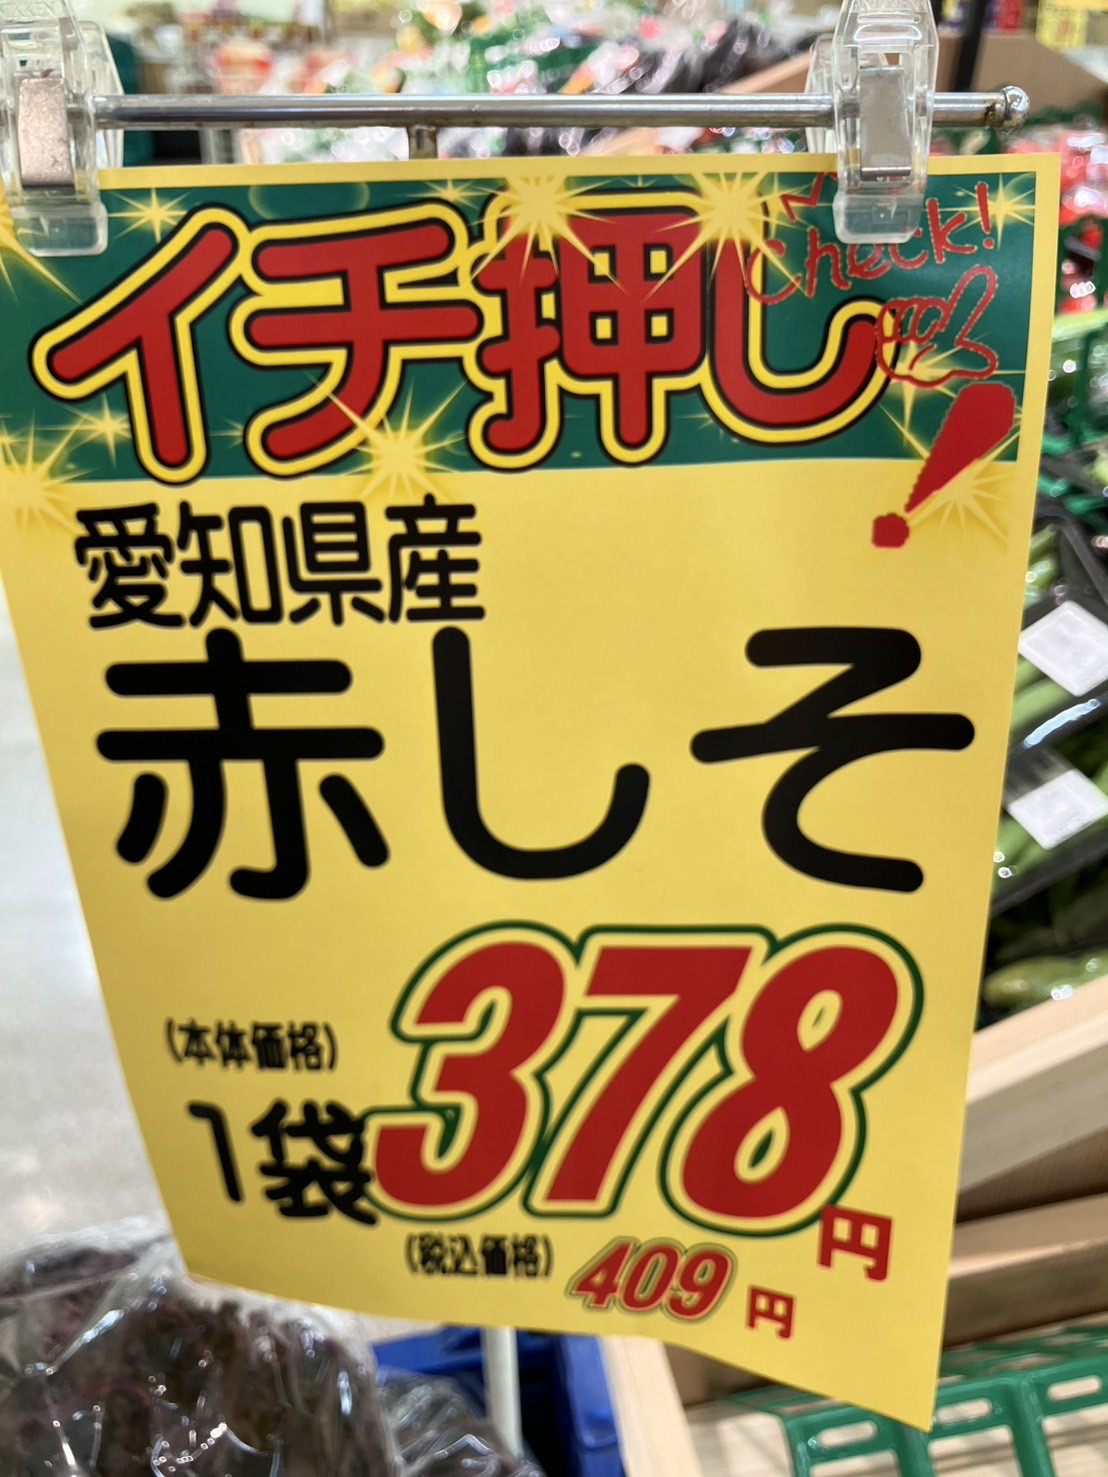 check!
イチ押し!
愛知県産
赤しそ
(本体価格)
1袋378円
(税込価格) 409円